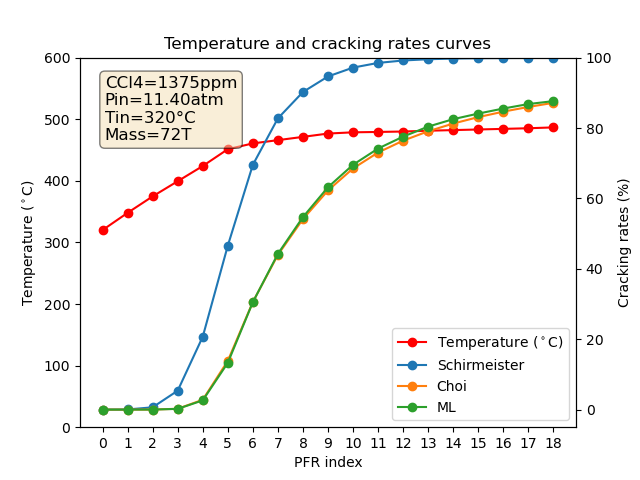 Temperature and cracking rates curves
CCl4=1375ppm
Pin=11.40atm
Tin=320°C
Mass=72T
Temperature (°C)
600
500
400
300
200
100
0
100
80
60
40
20
0
Cracking rates (%)
Temperature (°C)
Schirmeister
Choi
ML
0 1 2 3 4 5 6 7 8 9 10 11 12 13 14 15 16 17 18
PFR index